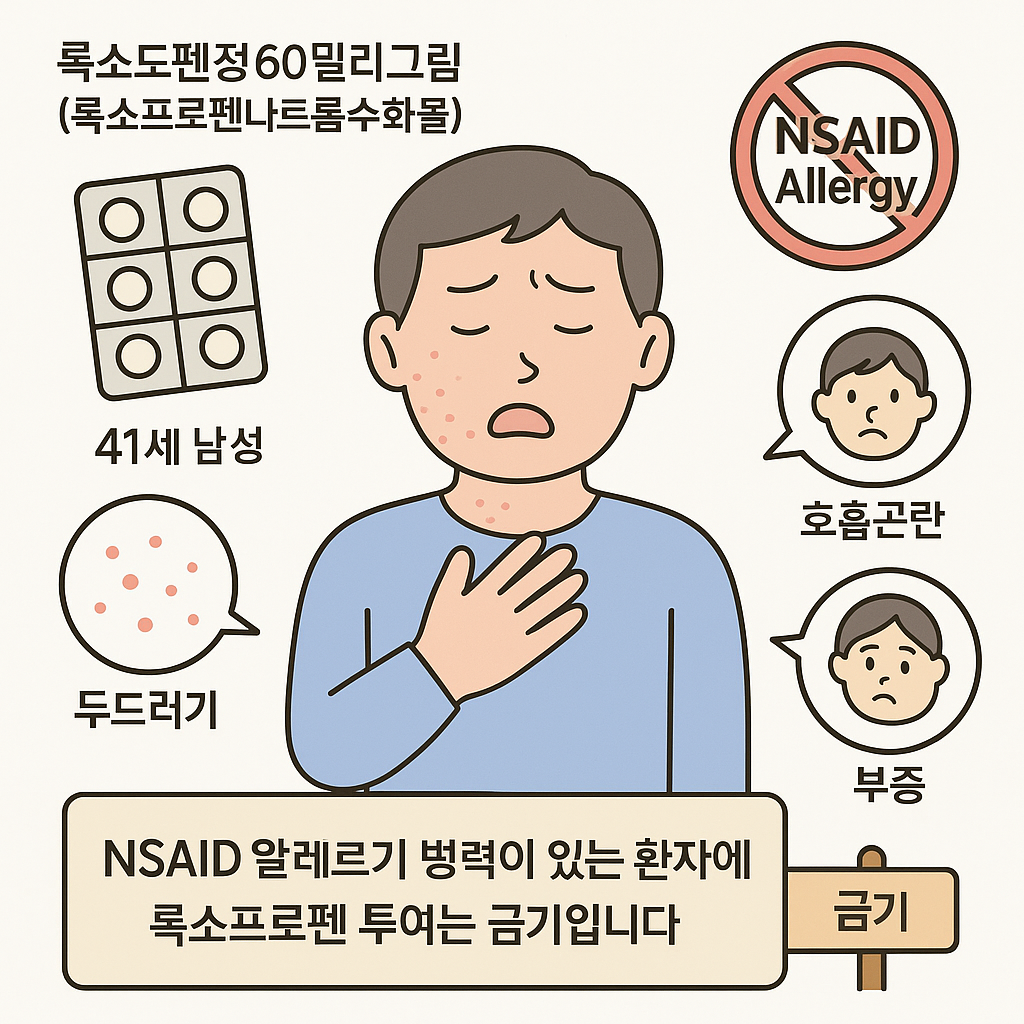 록소도펜정60밀리그림
(록소프로펜나트롬수화몰)
NSAID
Allergy
41세 남성
호흡곤란
두드러기
부증
NSAID 알레르기 병력이 있는 환자에
록소프로펜 투여는 금기입니다
금기